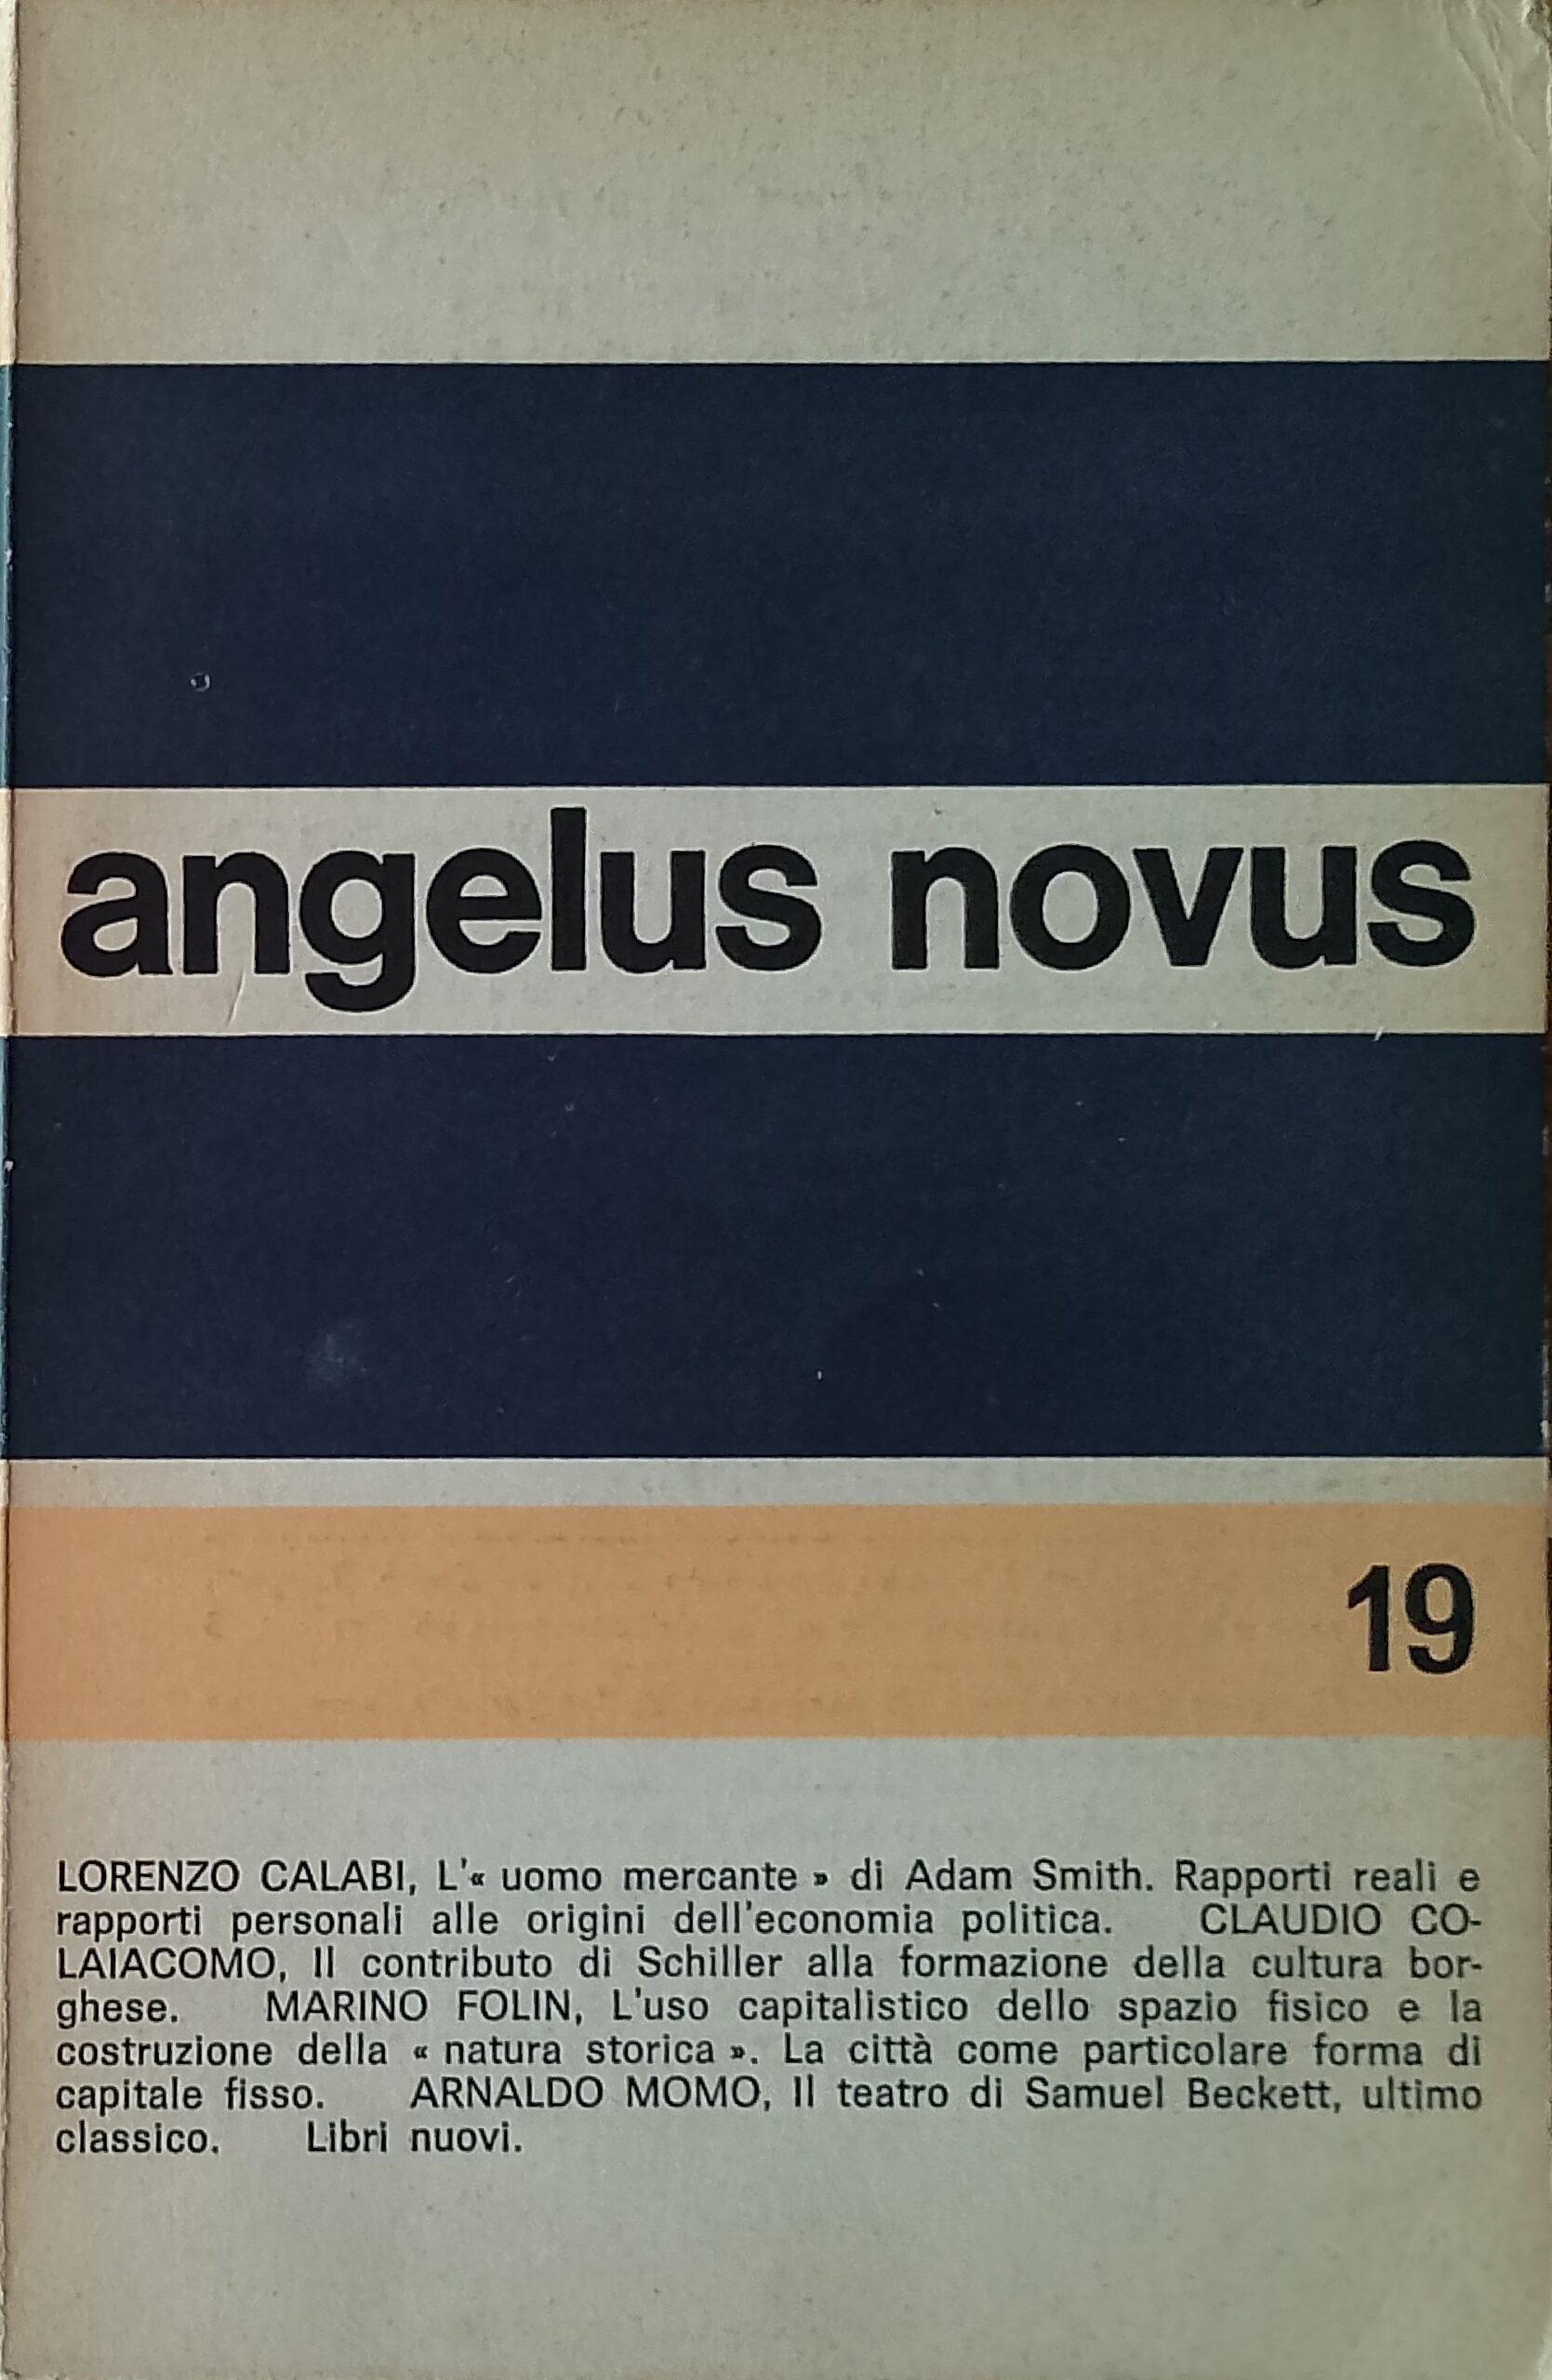 angelus novus
19
LORENZO CALABI, L'« uomo mercante » di Adam Smith. Rapporti reali e
rapporti personali alle origini dell'economia politica. CLAUDIO CO-
LAIACOMO, Il contributo di Schiller alla formazione della cultura bor-
ghese. MARINO FOLIN, L'uso capitalistico dello spazio fisico e la
costruzione della « natura storica ». La città come particolare forma di
capitale fisso. ARNALDO MOMO, Il teatro di Samuel Beckett, ultimo
classico. Libri nuovi.